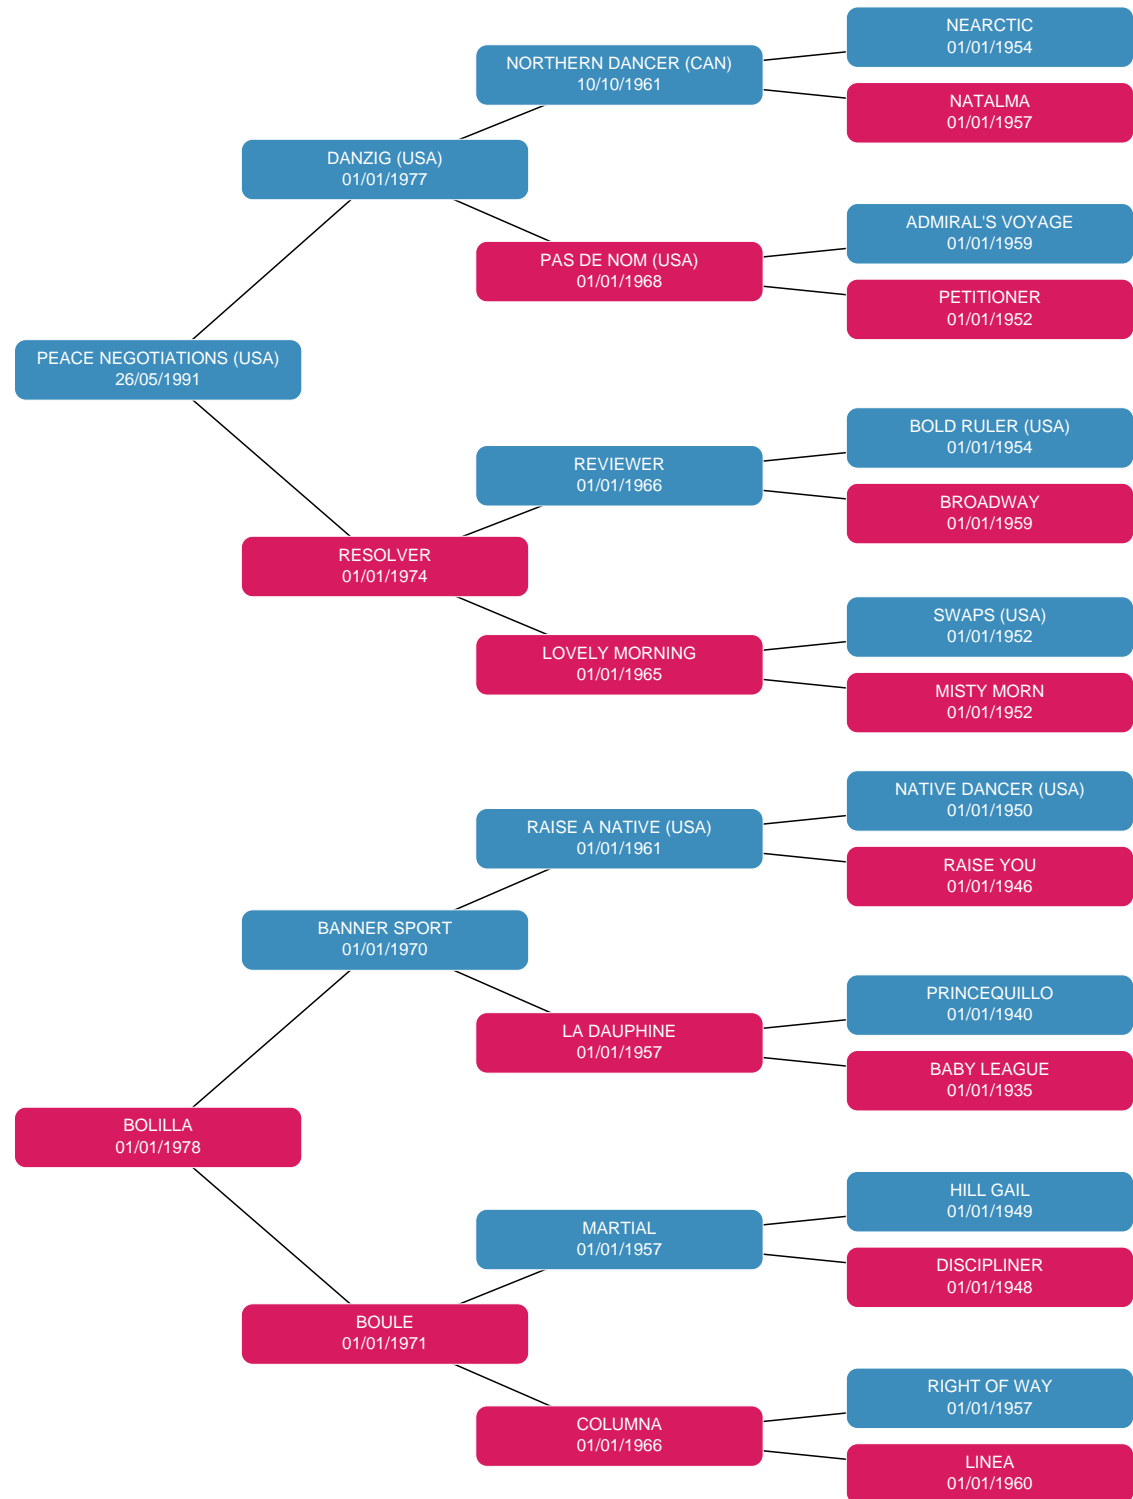 NEARCTIC
01/01/1954
NORTHERN DANCER (CAN)
10/10/1961
NATALMA
01/01/1957
DANZIG (USA)
01/01/1977
ADMIRAL'S VOYAGE
01/01/1959
PAS DE NOM (USA)
01/01/1968
PETITIONER
01/01/1952
PEACE NEGOTIATIONS (USA)
26/05/1991
BOLD RULER (USA)
01/01/1954
REVIEWER
01/01/1966
BROADWAY
01/01/1959
RESOLVER
01/01/1974
SWAPS (USA)
01/01/1952
LOVELY MORNING
01/01/1965
MISTY MORN
01/01/1952
NATIVE DANCER (USA)
01/01/1950
RAISE A NATIVE (USA)
01/01/1961
RAISE YOU
01/01/1946
BANNER SPORT
01/01/1970
PRINCEQUILLO
01/01/1940
LA DAUPHINE
01/01/1957
BABY LEAGUE
01/01/1935
BOLILLA
01/01/1978
HILL GAIL
01/01/1949
MARTIAL
01/01/1957
DISCIPLINER
01/01/1948
BOULE
01/01/1971
RIGHT OF WAY
01/01/1957
COLUMNA
01/01/1966
LINEA
01/01/1960